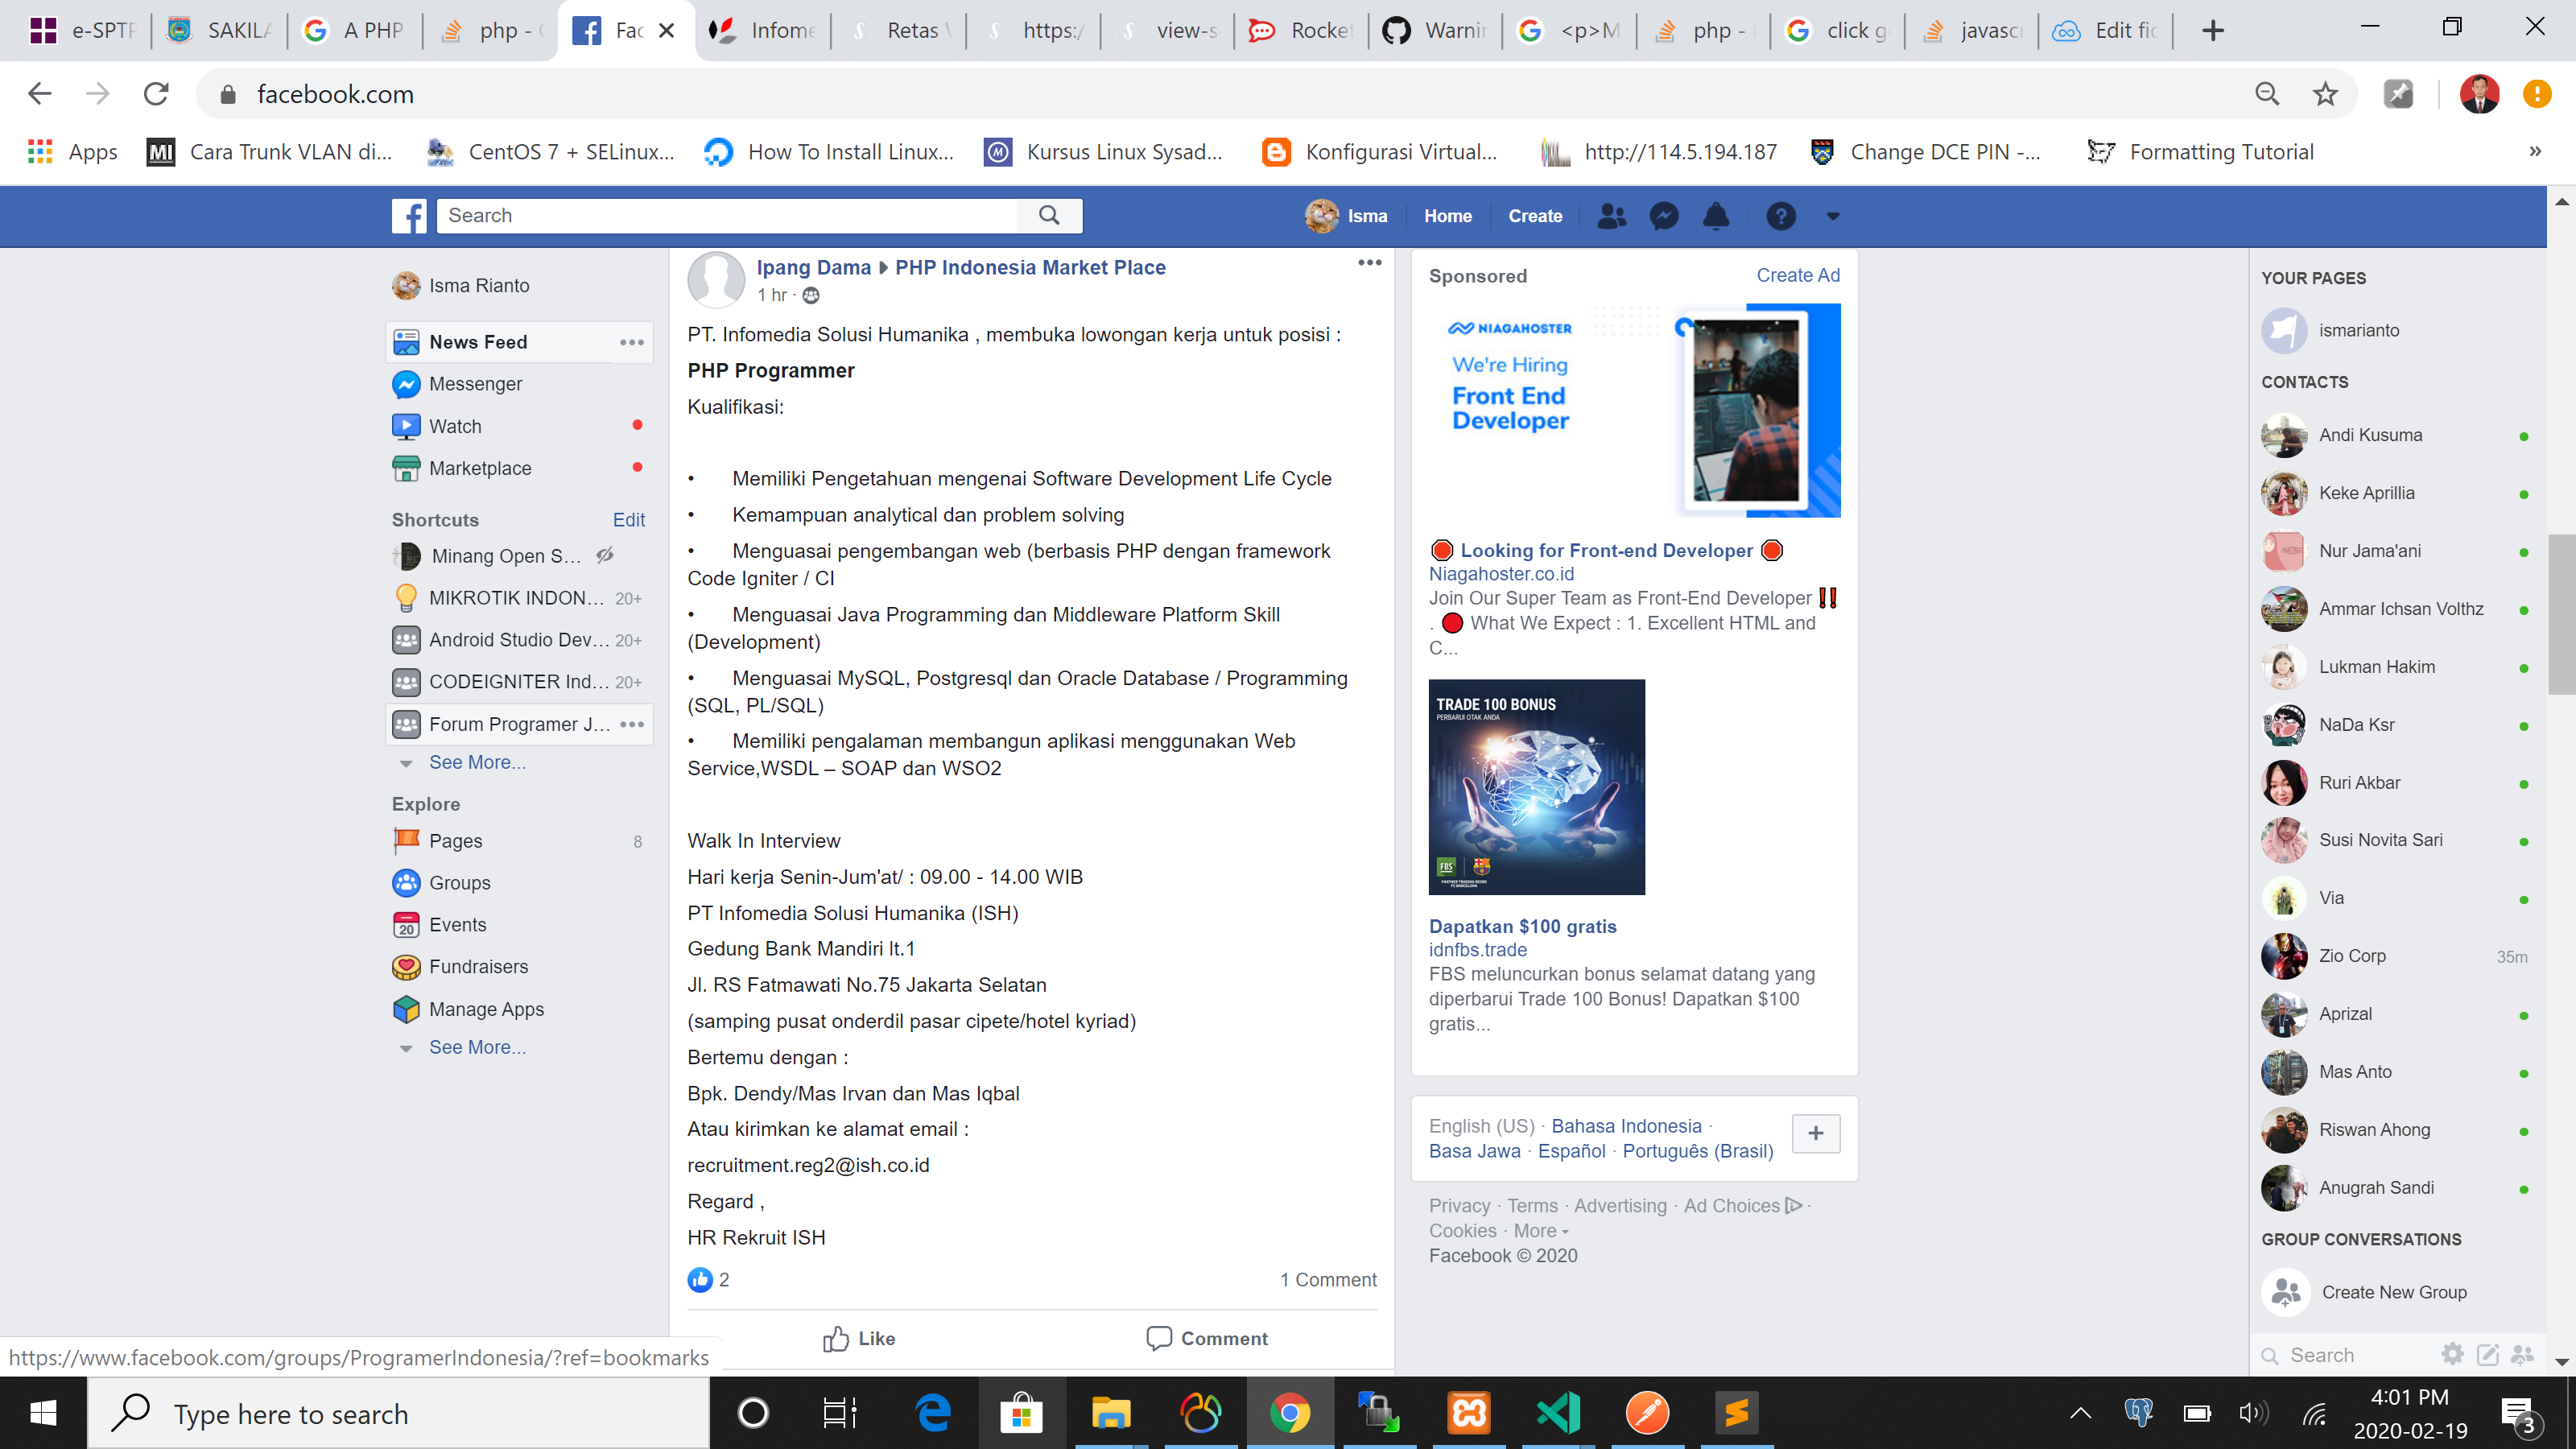 e-SPTP
SAKILA
A PHP
php -
Fac
Infome
Retas
https:/
view-s
Rocket
Warnin
<p>M
php -
click g
javascr
Edit fic
facebook.com
Apps
Cara Trunk VLAN di...
CentOS 7 + SELinux...
How To Install Linux...
Kursus Linux Sysad...
Konfigurasi Virtual...
http://114.5.194.187
Change DCE PIN -...
Formatting Tutorial
»
Search
Isma
Home
Create
Isma Rianto
News Feed
Messenger
Watch
Marketplace
Shortcuts
Edit
Minang Open S...
MIKROTIK INDON... 20+
Android Studio Dev... 20+
CODEIGNITER Ind... 20+
Forum Programer J...
See More...
Explore
Pages 8
Groups
Events
Fundraisers
Manage Apps
See More...
Ipang Dama ▸ PHP Indonesia Market Place
1 hr ·
PT. Infomedia Solusi Humanika , membuka lowongan kerja untuk posisi :
PHP Programmer
Kualifikasi:
• Memiliki Pengetahuan mengenai Software Development Life Cycle
• Kemampuan analytical dan problem solving
• Menguasai pengembangan web (berbasis PHP dengan framework
Code Igniter / CI
• Menguasai Java Programming dan Middleware Platform Skill
(Development)
• Menguasai MySQL, Postgresql dan Oracle Database / Programming
(SQL, PL/SQL)
• Memiliki pengalaman membangun aplikasi menggunakan Web
Service,WSDL – SOAP dan WSO2
Walk In Interview
Hari kerja Senin-Jum'at/ : 09.00 - 14.00 WIB
PT Infomedia Solusi Humanika (ISH)
Gedung Bank Mandiri lt.1
Jl. RS Fatmawati No.75 Jakarta Selatan
(samping pusat onderdil pasar cipete/hotel kyriad)
Bertemu dengan :
Bpk. Dendy/Mas Irvan dan Mas Iqbal
Atau kirimkan ke alamat email :
recruitment.reg2@ish.co.id
Regard ,
HR Rekruit ISH
2
1 Comment
Like
Comment
Sponsored
Create Ad
NIAGAHOSTER
We're Hiring
Front End
Developer
Looking for Front-end Developer
Niagahoster.co.id
Join Our Super Team as Front-End Developer ‼
. 🔴 What We Expect : 1. Excellent HTML and
C...
TRADE 100 BONUS
PERBARUI OTAK ANDA
FBS
PARTNER TRADING RESMI
FC BARCELONA
Dapatkan $100 gratis
idnfbs.trade
FBS meluncurkan bonus selamat datang yang
diperbarui Trade 100 Bonus! Dapatkan $100
gratis...
English (US) · Bahasa Indonesia ·
Basa Jawa · Español · Português (Brasil)
Privacy · Terms · Advertising · Ad Choices ·
Cookies · More
Facebook © 2020
YOUR PAGES
ismarianto
CONTACTS
Andi Kusuma
Keke Aprillia
Nur Jama'ani
Ammar Ichsan Volthz
Lukman Hakim
NaDa Ksr
Ruri Akbar
Susi Novita Sari
Via
Zio Corp 35m
Aprizal
Mas Anto
Riswan Ahong
Anugrah Sandi
GROUP CONVERSATIONS
Create New Group
Search
https://www.facebook.com/groups/ProgramerIndonesia/?ref=bookmarks
Type here to search
4:01 PM
2020-02-19
3